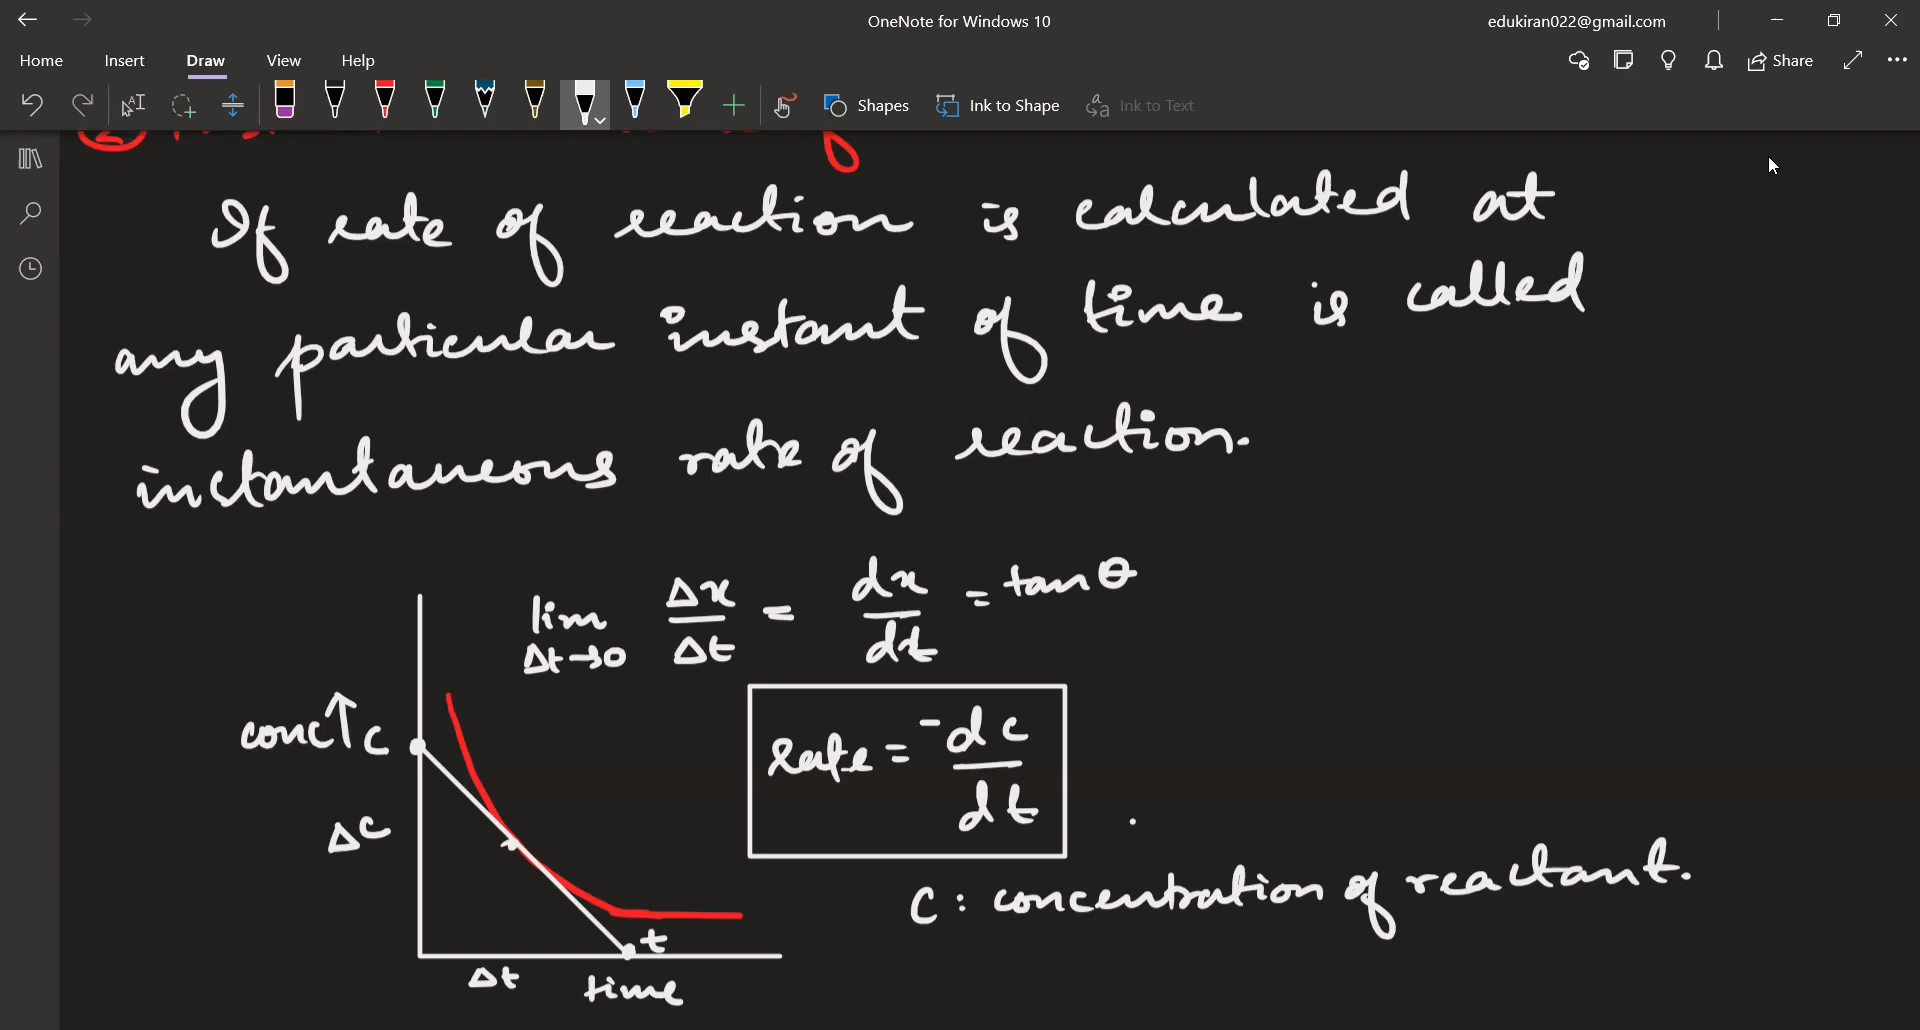 OneNote for Windows 10
edukiran022@gmail.com
Home Insert Draw View Help
Share
Shapes Ink to Shape Ink to Text
②
If rate of reaction is calculated at
any particular instant of time is called
instantaneous rate of reaction.
lim Δt→0 Δx/Δt = dx/dt = tan θ
conc↑ c
rate = -dc/dt
Δc
c : concentration of reactant.
t
Δt time